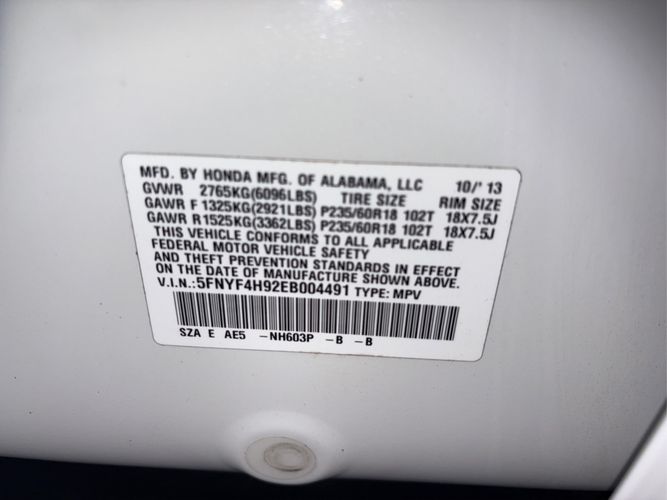 MFD. BY HONDA MFG. OF ALABAMA, LLC 10/' 13
GVWR 2765KG(6096LBS) TIRE SIZE RIM SIZE
GAWR F 1325KG(2921LBS) P235/60R18 102T 18X7.5J
GAWR R 1525KG(3362LBS) P235/60R18 102T 18X7.5J
THIS VEHICLE CONFORMS TO ALL APPLICABLE
FEDERAL MOTOR VEHICLE SAFETY
AND THEFT PREVENTION STANDARDS IN EFFECT
ON THE DATE OF MANUFACTURE SHOWN ABOVE.
V.I.N.:5FNYF4H92EB004491 TYPE: MPV
SZA E AE5 -NH603P -B -B